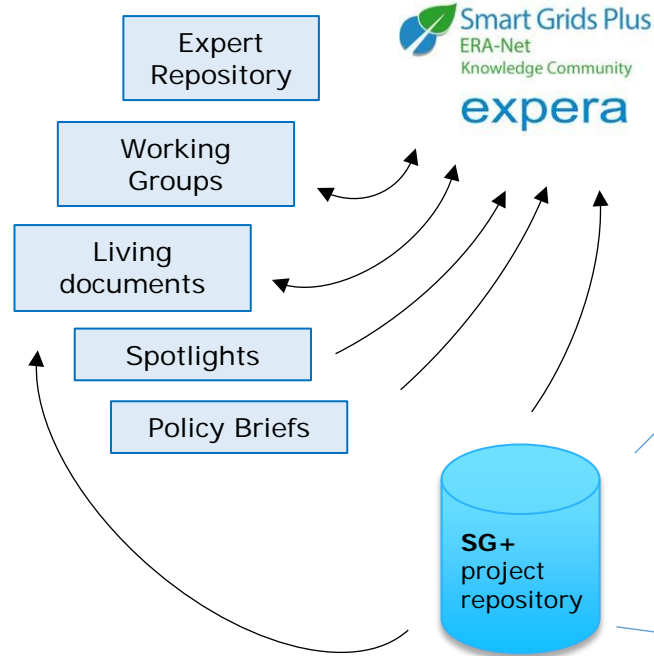 Expert
Repository
Smart Grids Plus
ERA-Net
Knowledge Community
expera
Working
Groups
Living
documents
Spotlights
Policy Briefs
SG+
project
repository